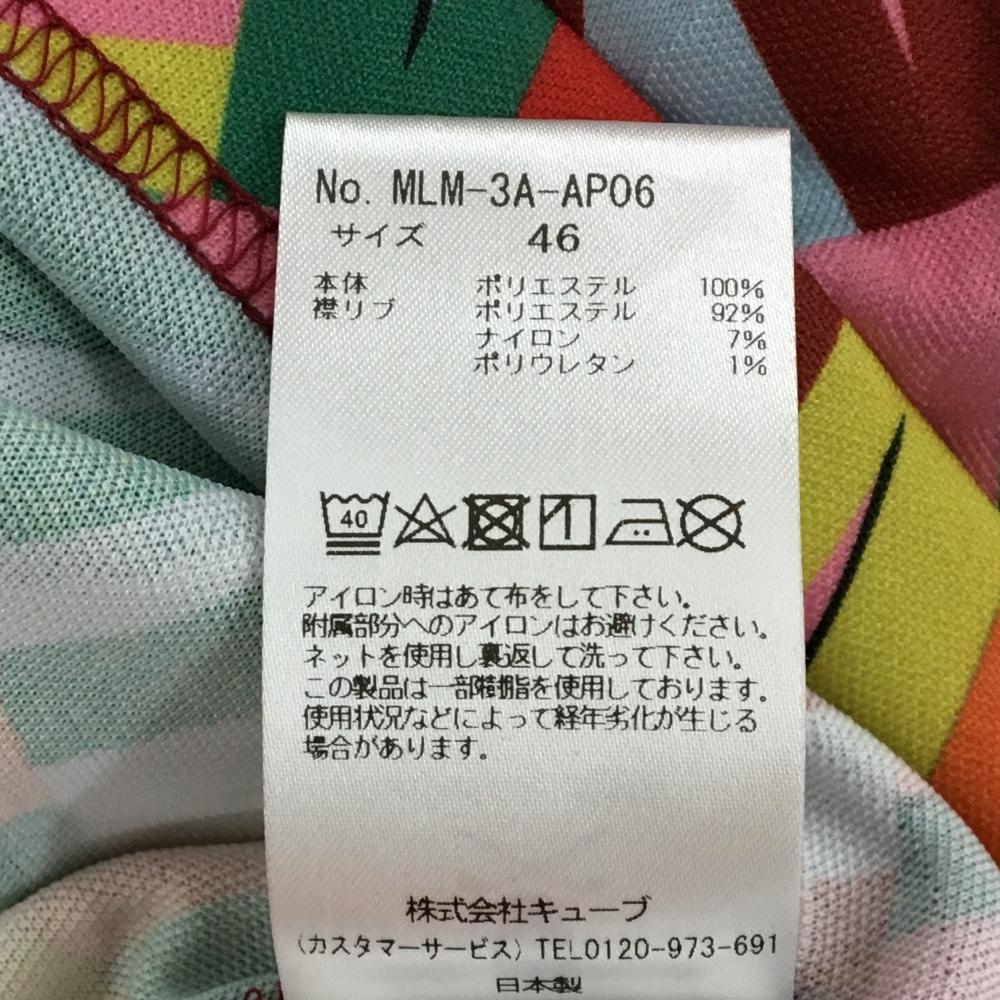 No. MLM-3A-AP06
サイズ 46
本体 ポリエステル 100%
襟リブ ポリエステル 92%
ナイロン 7%
ポリウレタン 1%
40
アイロン時はあて布をして下さい。
附属部分へのアイロンはお避けください。
ネットを使用し裏返して洗って下さい。
この製品は一部樹脂を使用しております。
使用状況などによって経年劣化が生じる
場合があります。
株式会社キューブ
(カスタマーサービス) TEL0120-973-691
日本製